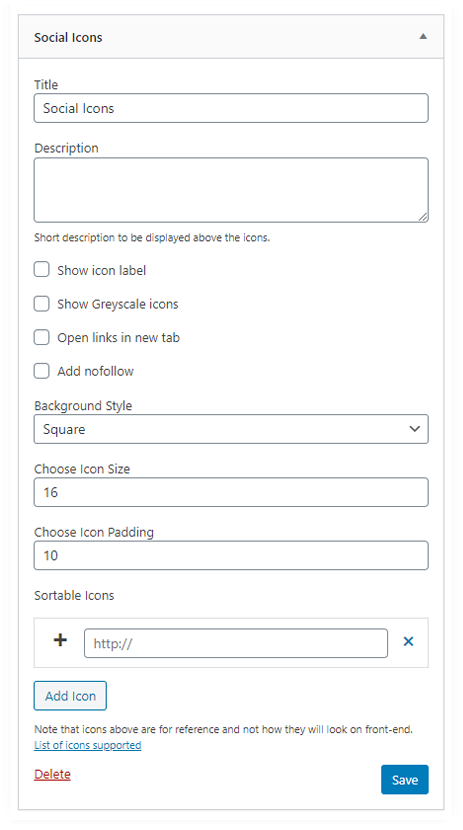 Social Icons
Title
Social Icons
Description
Short description to be displayed above the icons.
Show icon label
Show Greyscale icons
Open links in new tab
Add nofollow
Background Style
Square
Choose Icon Size
16
Choose Icon Padding
10
Sortable Icons
http://
Add Icon
Note that icons above are for reference and not how they will look on front-end.
List of icons supported
Delete
Save